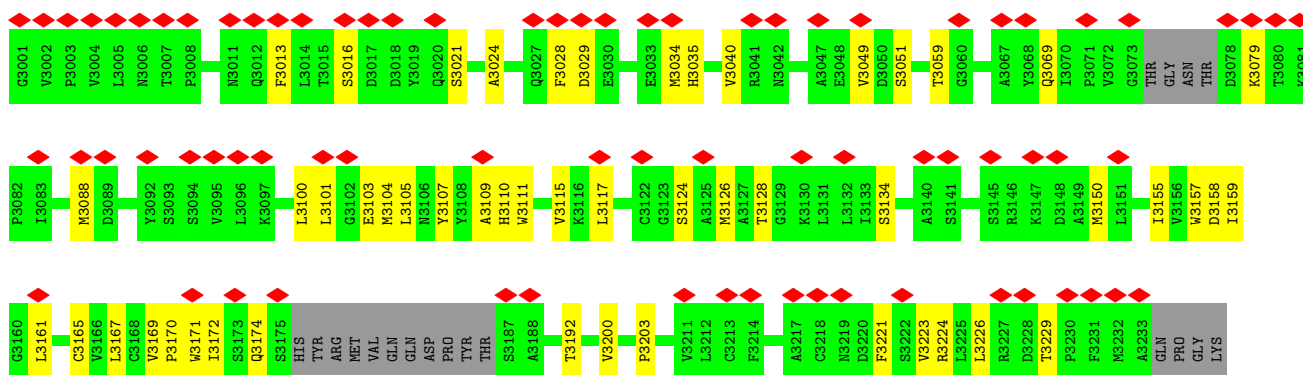 G3001 V3002 P3003 V3004 L3005 N3006 T3007 P3008 N3011 Q3012 F3013 L3014 T3015 S3016 D3017 D3018 Y3019 Q3020 S3021 A3024 Q3027 F3028 D3029 E3030 E3033 M3034 H3035 V3040 R3041 N3042 A3047 E3048 V3049 D3050 S3051 T3059 G3060 A3067 Y3068 Q3069 I3070 P3071 V3072 G3073 THR GLY ASN THR D3078 K3079 T3080 K3081
P3082 I3083 M3088 D3089 Y3092 S3093 S3094 V3095 L3096 K3097 L3100 L3101 G3102 E3103 M3104 L3105 N3106 Y3107 Y3108 A3109 H3110 W3111 V3115 K3116 L3117 C3122 G3123 S3124 A3125 M3126 A3127 T3128 G3129 K3130 L3131 L3132 I3133 S3134 A3140 S3141 S3145 R3146 K3147 D3148 A3149 M3150 L3151 I3155 V3156 W3157 D3158 I3159
G3160 L3161 C3165 V3166 L3167 C3168 V3169 P3170 W3171 I3172 S3173 Q3174 S3175 HIS TYR ARG MET VAL GLN GLN ASP PRO TYR THR S3187 A3188 T3192 V3200 P3203 V3211 L3212 C3213 F3214 A3217 C3218 N3219 D3220 F3221 S3222 V3223 R3224 L3225 L3226 R3227 D3228 T3229 P3230 F3231 M3232 A3233 GLN PRO GLY LYS